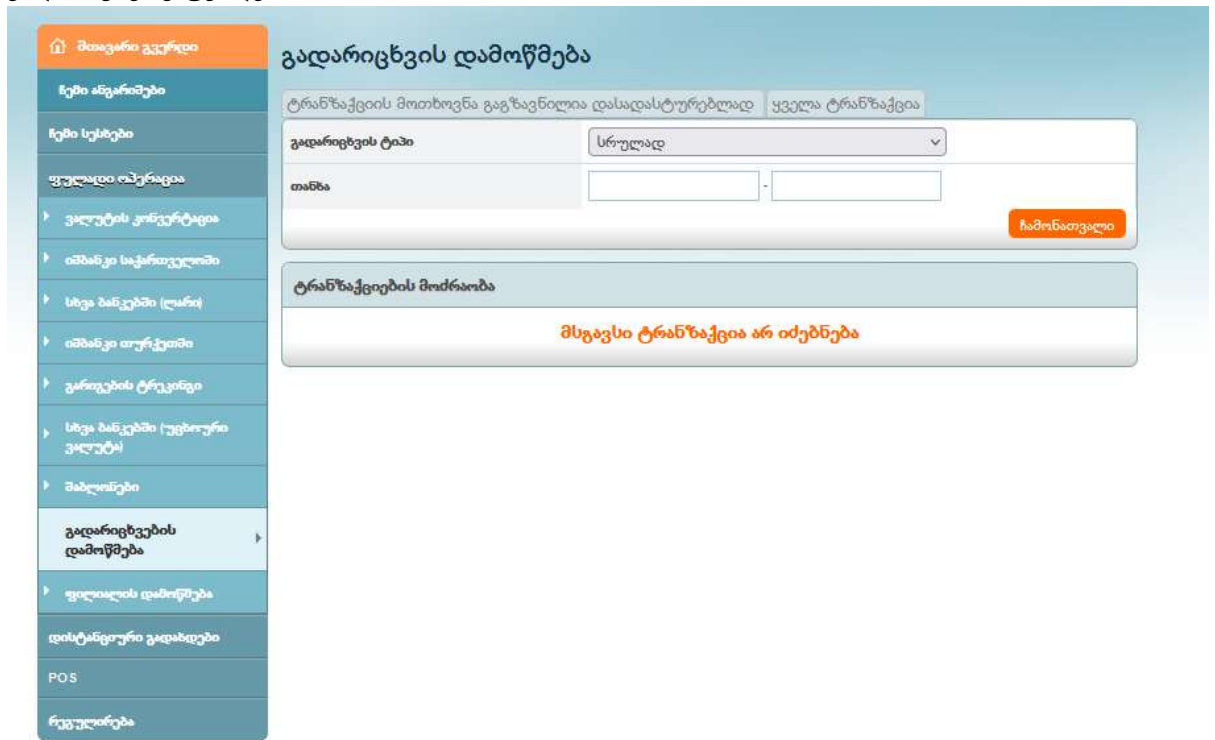 მთავარი გვერდი
ჩემი ანგარიშები
ჩემი სესხები
ფულადი ოპერაცია
ვალუტის კონვერტაცია
იშბანკი საქართველოში
სხვა ბანკებში (ლარი)
იშბანკი თურქეთში
გართგების ტრეკინგი
სხვა ბანკებში (უცხოური
ვალუტა)
შაბლონები
გადარიცხვების
დამოწმება
ფილიალის დამოწმება
დისტანციური გადახდები
POS
რეგულირება
გადარიცხვის დამოწმება
ტრანზაქციის მოთხოვნა გაგზავნილია დასადასტურებლად
ყველა ტრანზაქცია
გადარიცხვის ტიპი
სრულად
თანხა
-
ჩამონათვალი
ტრანზაქციების მოძრაობა
მსგავსი ტრანზაქცია არ იძებნება